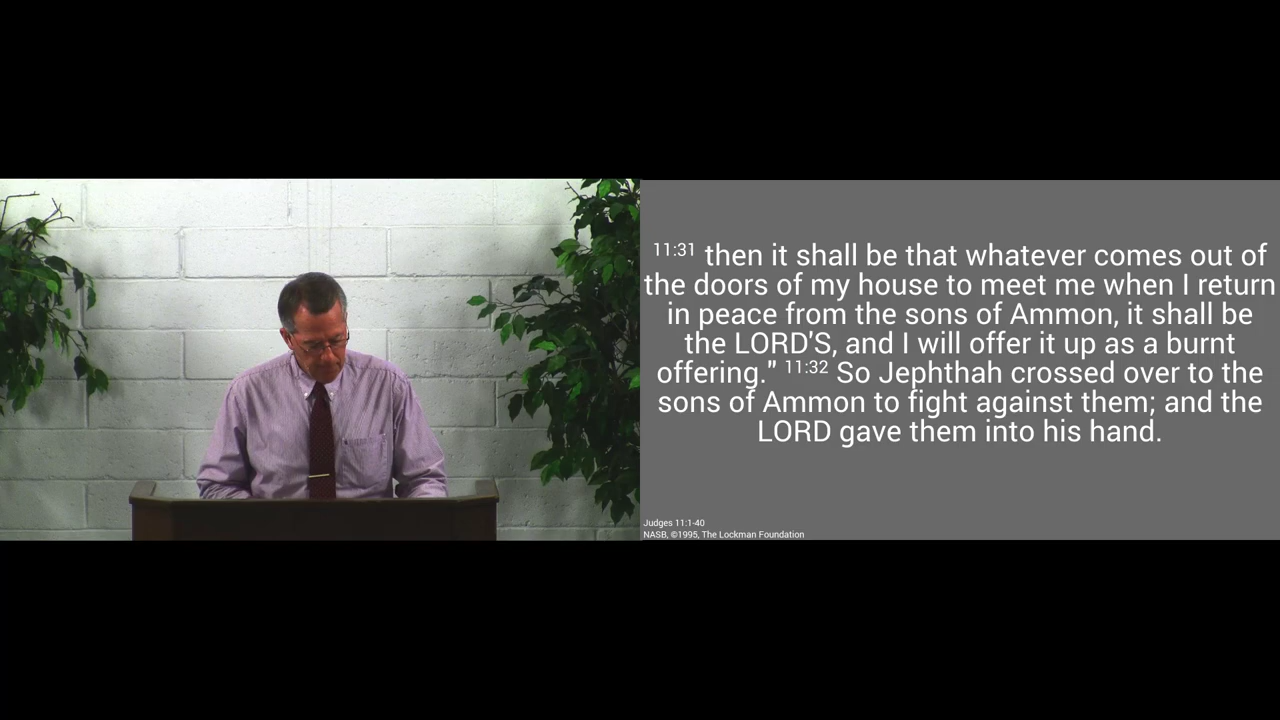 11:31 then it shall be that whatever comes out of
the doors of my house to meet me when I return
in peace from the sons of Ammon, it shall be
the LORD'S, and I will offer it up as a burnt
offering.” 11:32 So Jephthah crossed over to the
sons of Ammon to fight against them; and the
LORD gave them into his hand.
Judges 11:1-40
NASB, ©1995, The Lockman Foundation